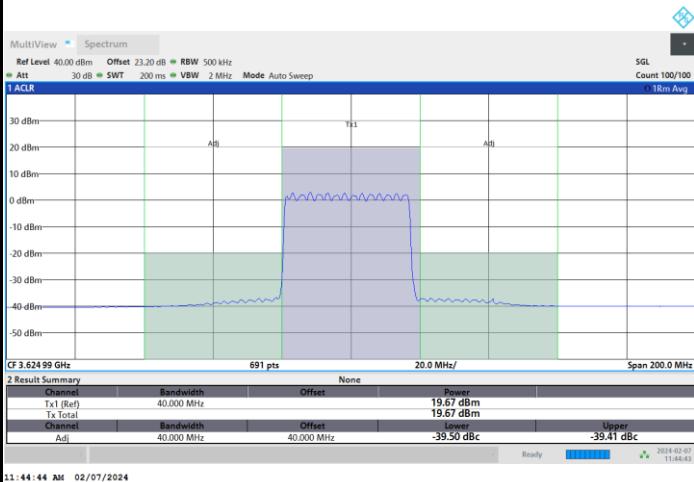 MultiView Spectrum
Ref Level 40.00 dBm Offset 23.20 dB RBW 500 kHz SGL
Att 30 dB SWT 200 ms VBW 2 MHz Mode Auto Sweep Count 100/100
1 ACLR 1Rm Avg
30 dBm
Tx1
20 dBm
Adj Adj
10 dBm
0 dBm
-10 dBm
-20 dBm
-30 dBm
-40 dBm
-50 dBm
CF 3.624 99 GHz 691 pts 20.0 MHz/ Span 200.0 MHz
2 Result Summary None
Channel Bandwidth Offset Power
Tx1 (Ref) 40.000 MHz 19.67 dBm
Tx Total 19.67 dBm
Channel Bandwidth Offset Lower Upper
Adj 40.000 MHz 40.000 MHz -39.50 dBc -39.41 dBc
Ready 2024-02-07
11:44:43
11:44:44 AM 02/07/2024